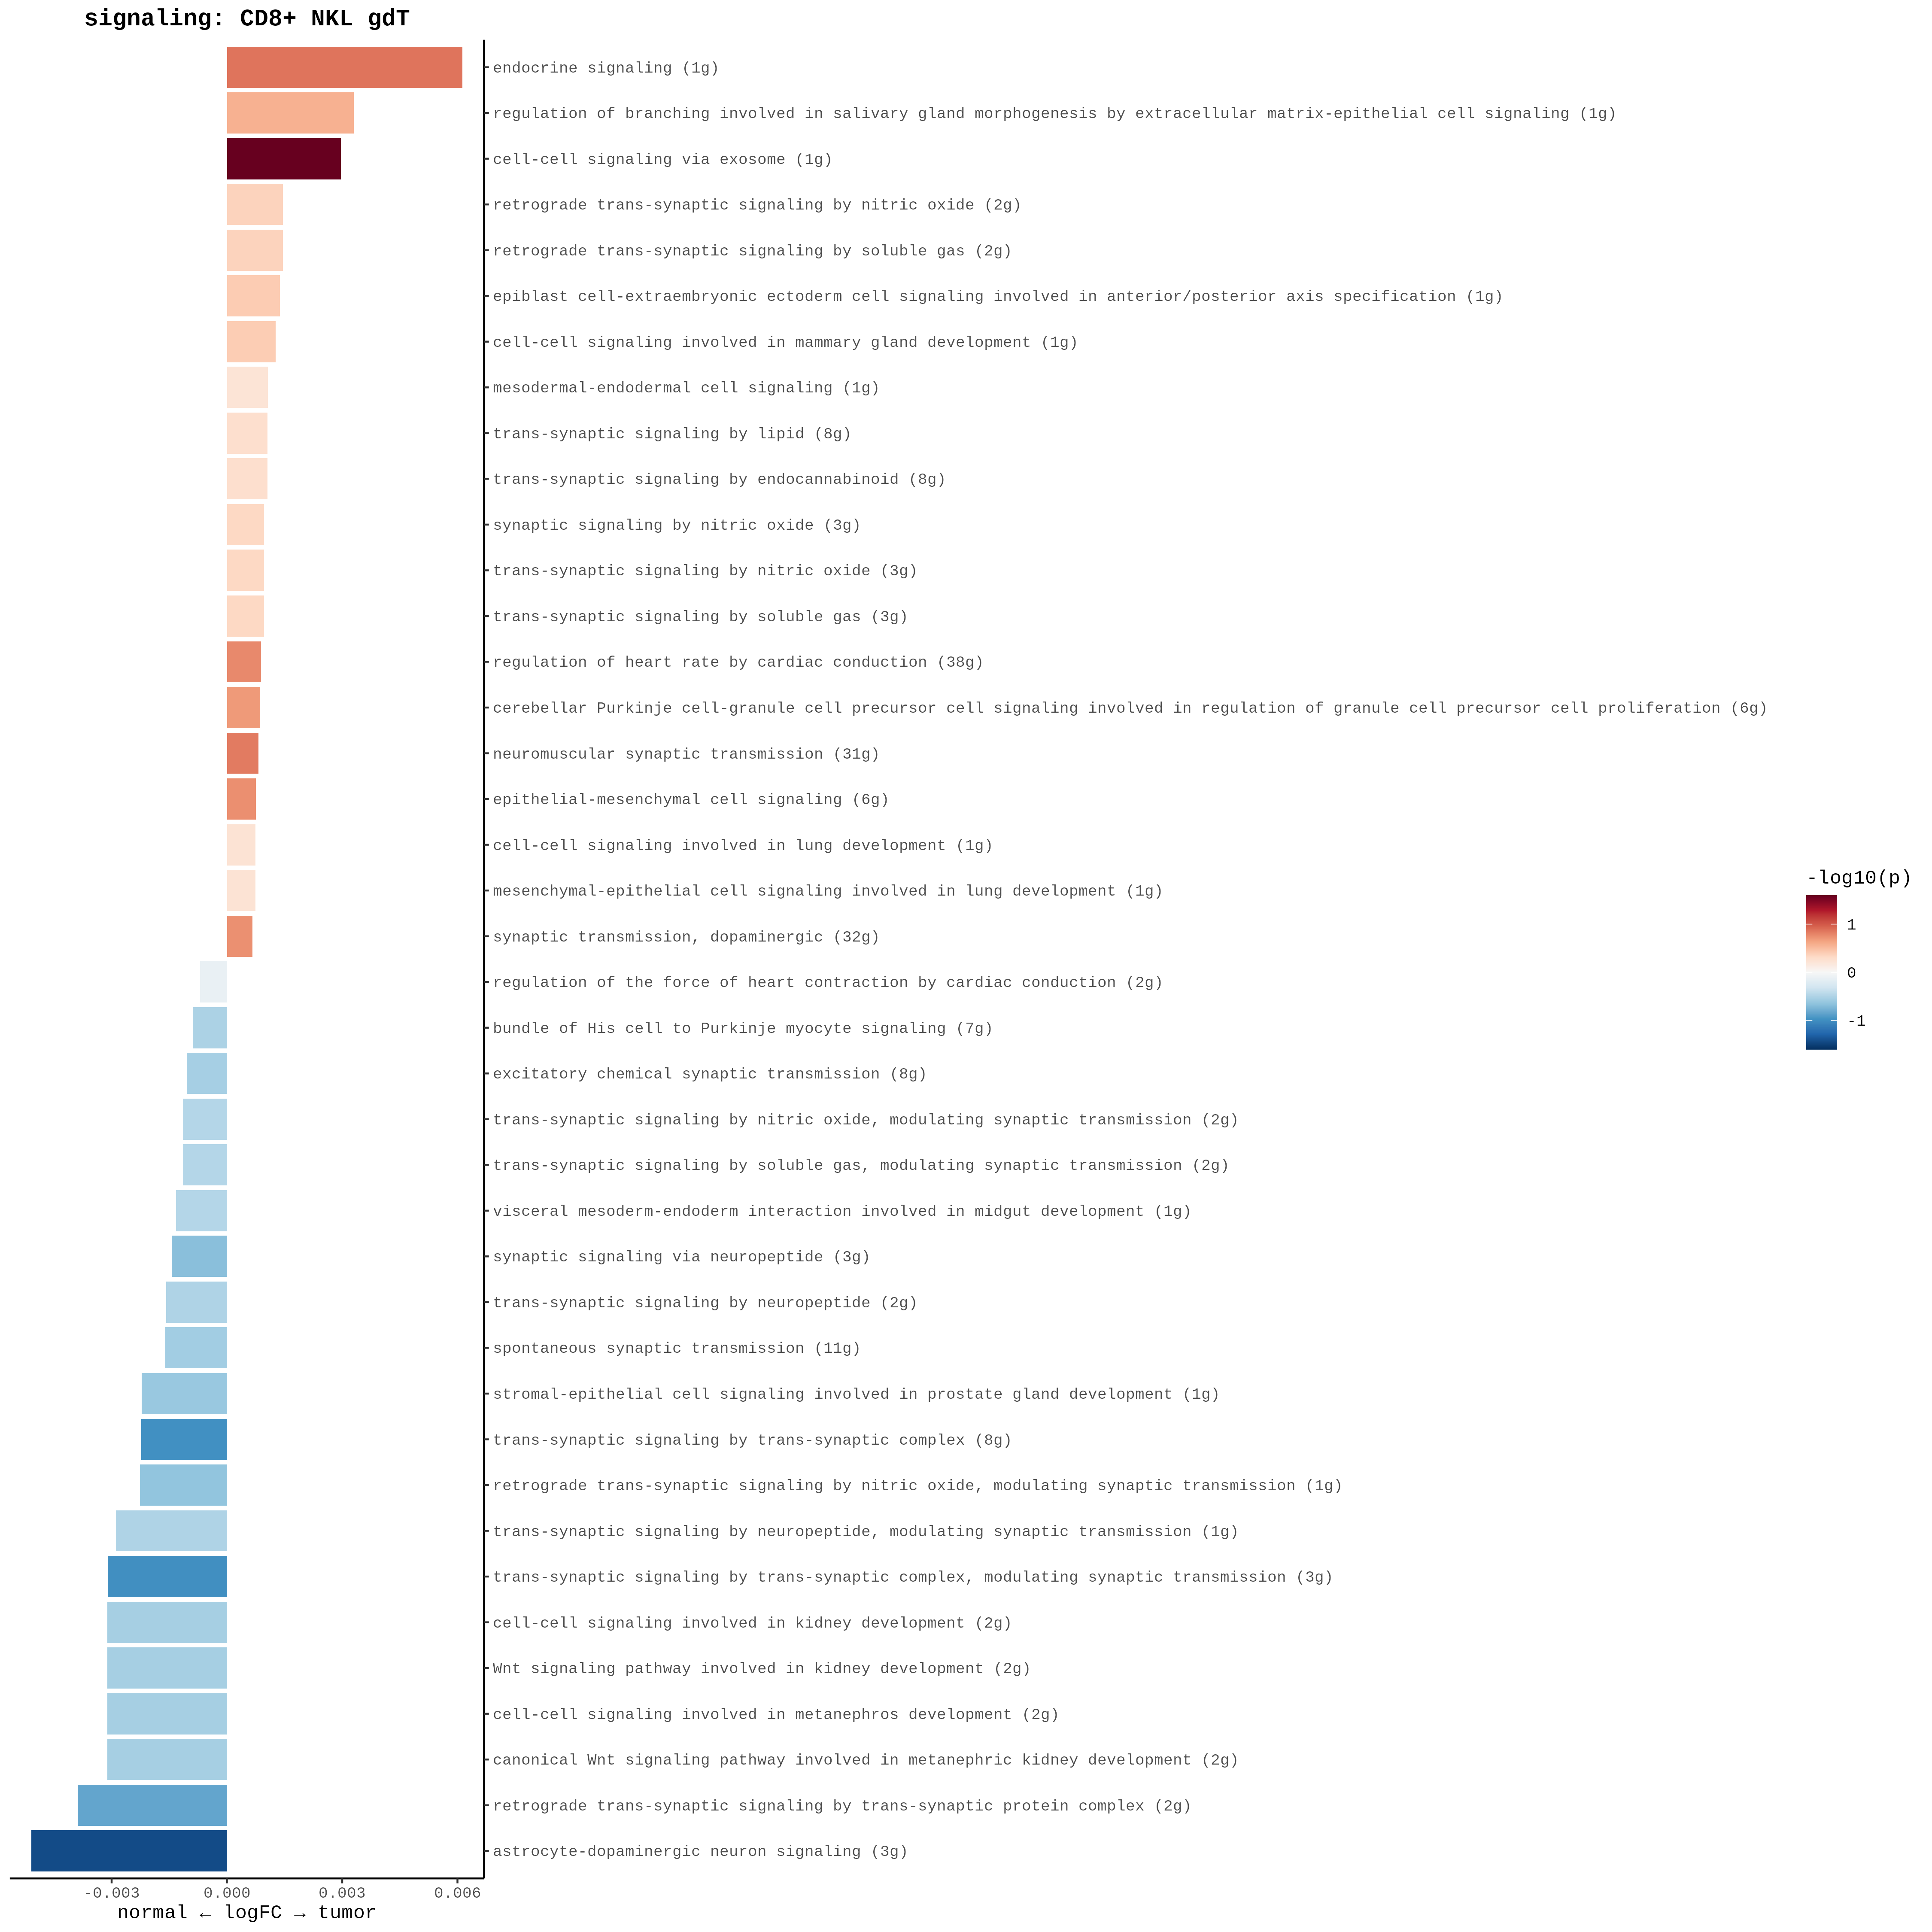 signaling: CD8+ NKL gdT
endocrine signaling (1g)
regulation of branching involved in salivary gland morphogenesis by extracellular matrix-epithelial cell signaling (1g)
cell-cell signaling via exosome (1g)
retrograde trans-synaptic signaling by nitric oxide (2g)
retrograde trans-synaptic signaling by soluble gas (2g)
epiblast cell-extraembryonic ectoderm cell signaling involved in anterior/posterior axis specification (1g)
cell-cell signaling involved in mammary gland development (1g)
mesodermal-endodermal cell signaling (1g)
trans-synaptic signaling by lipid (8g)
trans-synaptic signaling by endocannabinoid (8g)
synaptic signaling by nitric oxide (3g)
trans-synaptic signaling by nitric oxide (3g)
trans-synaptic signaling by soluble gas (3g)
regulation of heart rate by cardiac conduction (38g)
cerebellar Purkinje cell-granule cell precursor cell signaling involved in regulation of granule cell precursor cell proliferation (6g)
neuromuscular synaptic transmission (31g)
epithelial-mesenchymal cell signaling (6g)
cell-cell signaling involved in lung development (1g)
mesenchymal-epithelial cell signaling involved in lung development (1g)
synaptic transmission, dopaminergic (32g)
regulation of the force of heart contraction by cardiac conduction (2g)
bundle of His cell to Purkinje myocyte signaling (7g)
excitatory chemical synaptic transmission (8g)
trans-synaptic signaling by nitric oxide, modulating synaptic transmission (2g)
trans-synaptic signaling by soluble gas, modulating synaptic transmission (2g)
visceral mesoderm-endoderm interaction involved in midgut development (1g)
synaptic signaling via neuropeptide (3g)
trans-synaptic signaling by neuropeptide (2g)
spontaneous synaptic transmission (11g)
stromal-epithelial cell signaling involved in prostate gland development (1g)
trans-synaptic signaling by trans-synaptic complex (8g)
retrograde trans-synaptic signaling by nitric oxide, modulating synaptic transmission (1g)
trans-synaptic signaling by neuropeptide, modulating synaptic transmission (1g)
trans-synaptic signaling by trans-synaptic complex, modulating synaptic transmission (3g)
cell-cell signaling involved in kidney development (2g)
Wnt signaling pathway involved in kidney development (2g)
cell-cell signaling involved in metanephros development (2g)
canonical Wnt signaling pathway involved in metanephric kidney development (2g)
retrograde trans-synaptic signaling by trans-synaptic protein complex (2g)
astrocyte-dopaminergic neuron signaling (3g)
-0.003 0.000 0.003 0.006
normal ← logFC → tumor
-log10(p)
1
0
-1